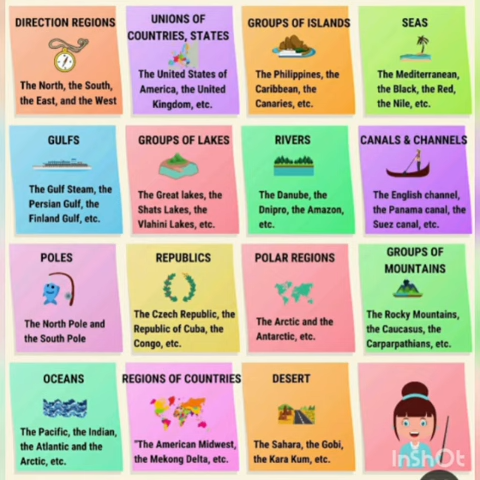 DIRECTION REGIONS
The North, the South,
the East, and the West
UNIONS OF
COUNTRIES, STATES
The United States of
America, the United
Kingdom, etc.
GROUPS OF ISLANDS
The Philippines, the
Caribbean, the
Canaries, etc.
SEAS
The Mediterranean,
the Black, the Red,
the Nile, etc.
GULFS
The Gulf Steam, the
Persian Gulf, the
Finland Gulf, etc.
GROUPS OF LAKES
The Great lakes, the
Shats Lakes, the
Vlahini Lakes, etc.
RIVERS
The Danube, the
Dnipro, the Amazon,
etc.
CANALS & CHANNELS
The English channel,
the Panama canal, the
Suez canal, etc.
POLES
The North Pole and
the South Pole
REPUBLICS
The Czech Republic, the
Republic of Cuba, the
Congo, etc.
POLAR REGIONS
The Arctic and the
Antarctic, etc.
GROUPS OF
MOUNTAINS
The Rocky Mountains,
the Caucasus, the
Carparpathians, etc.
OCEANS
The Pacific, the Indian,
the Atlantic and the
Arctic, etc.
REGIONS OF COUNTRIES
"The American Midwest,
the Mekong Delta, etc.
DESERT
The Sahara, the Gobi,
the Kara Kum, etc.
InShOt